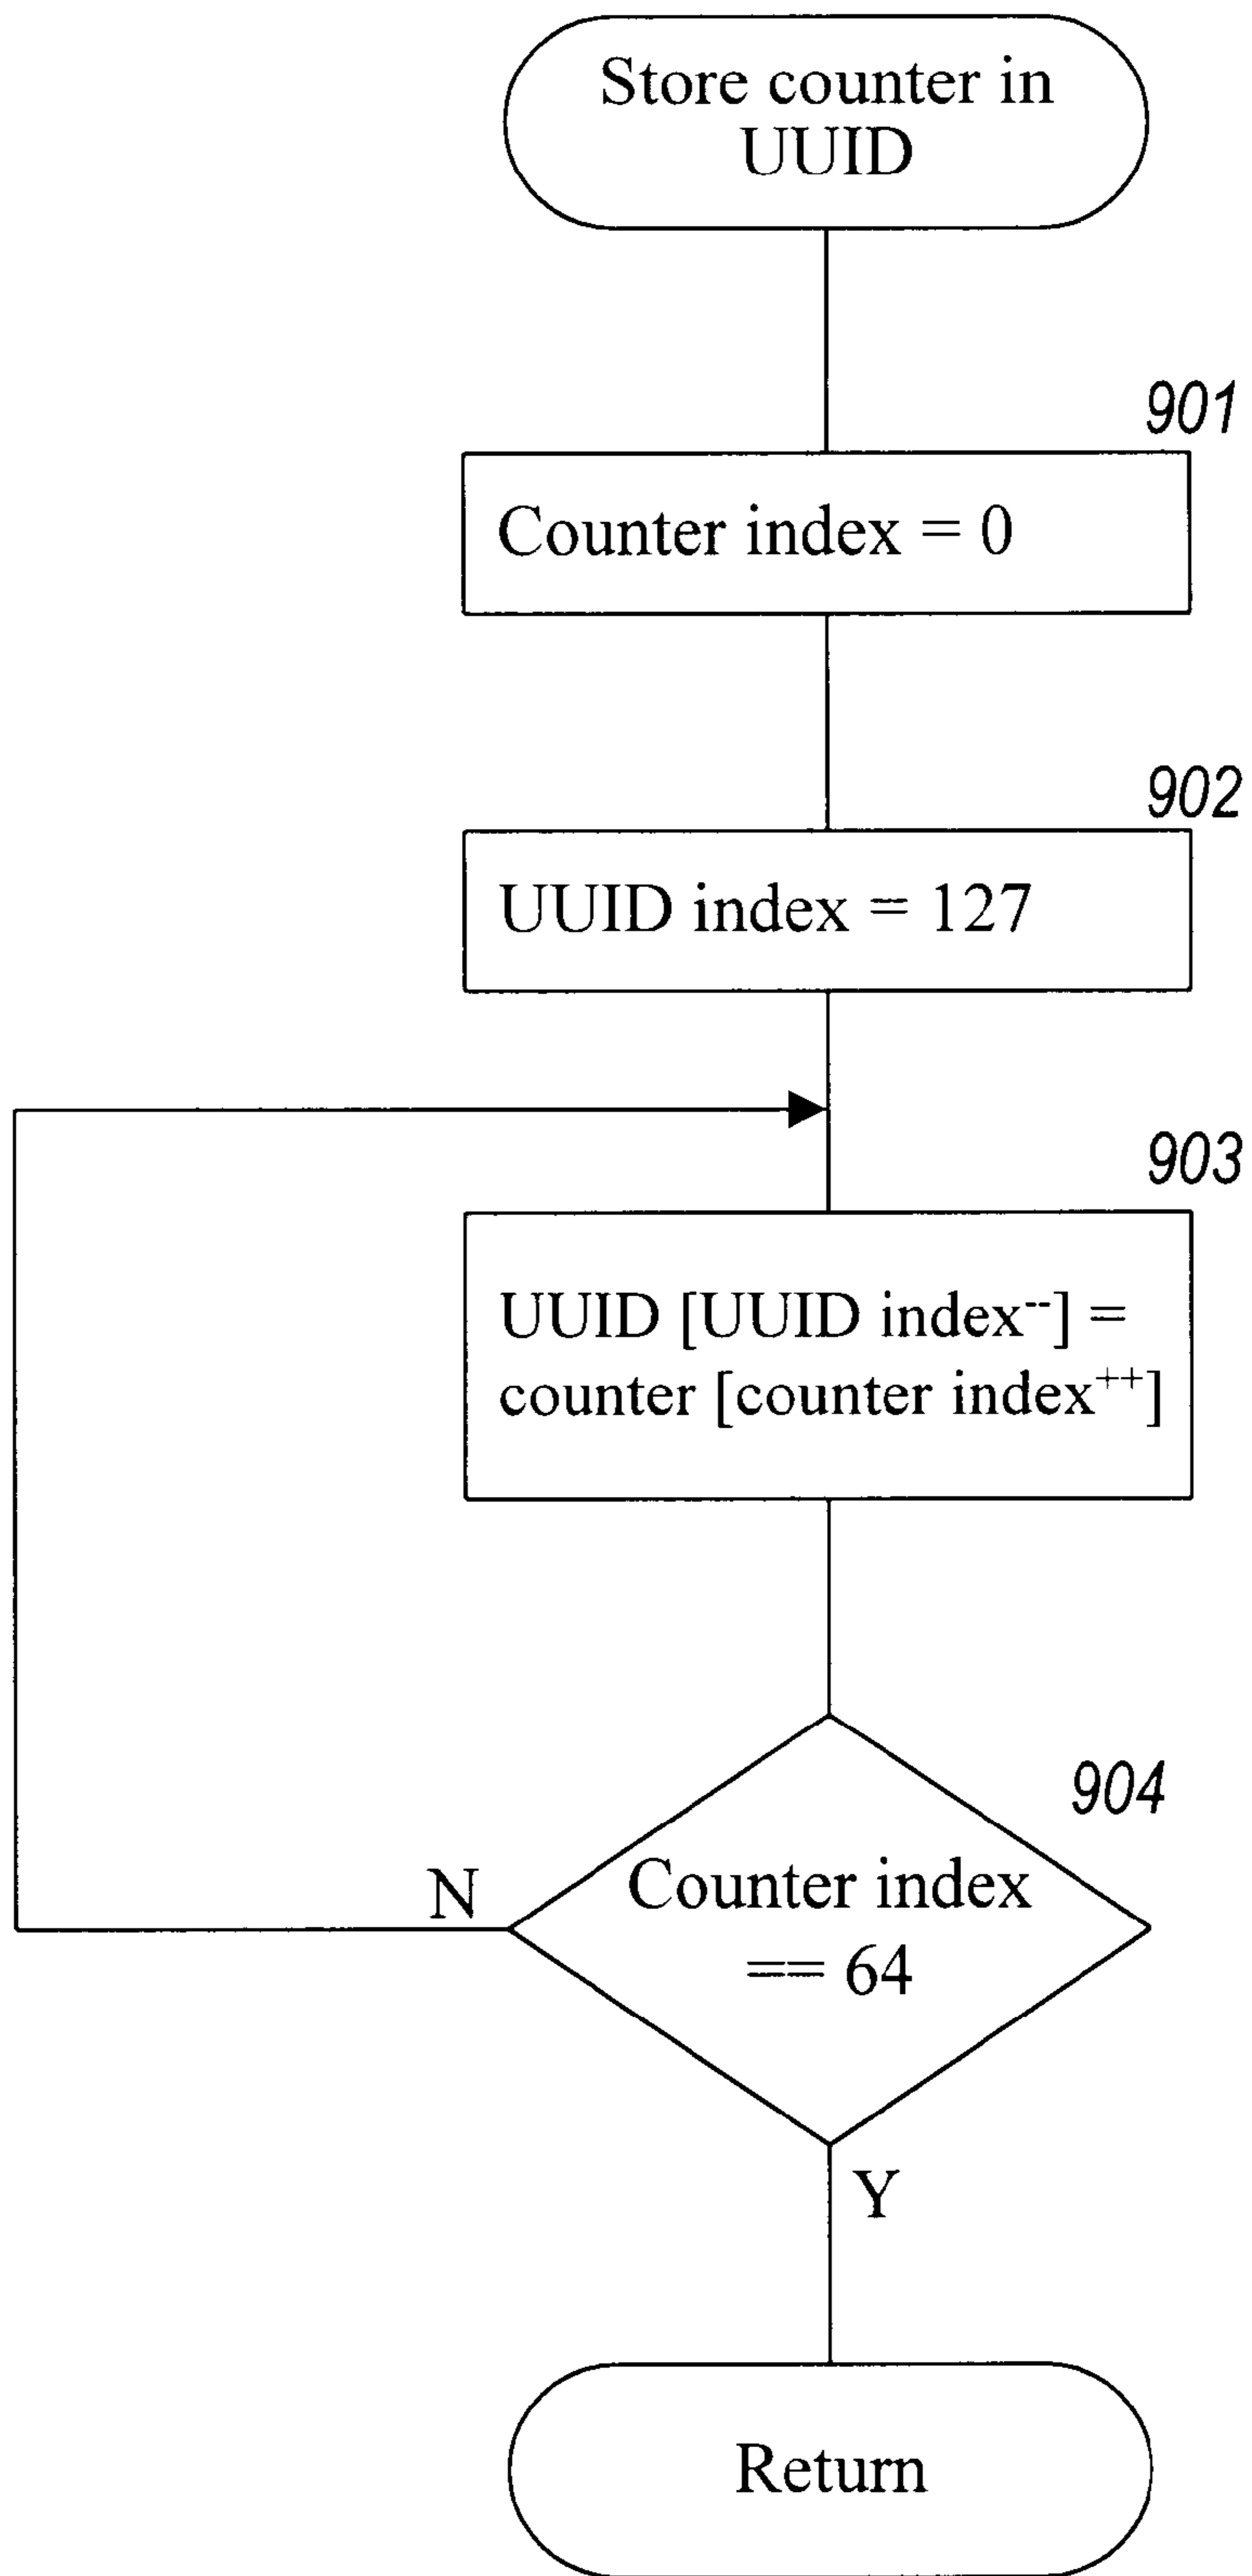 Store counter in
UUID
901
Counter index = 0
902
UUID index = 127
903
UUID [UUID index--] =
counter [counter index++]
904
Counter index
== 64
N
Y
Return